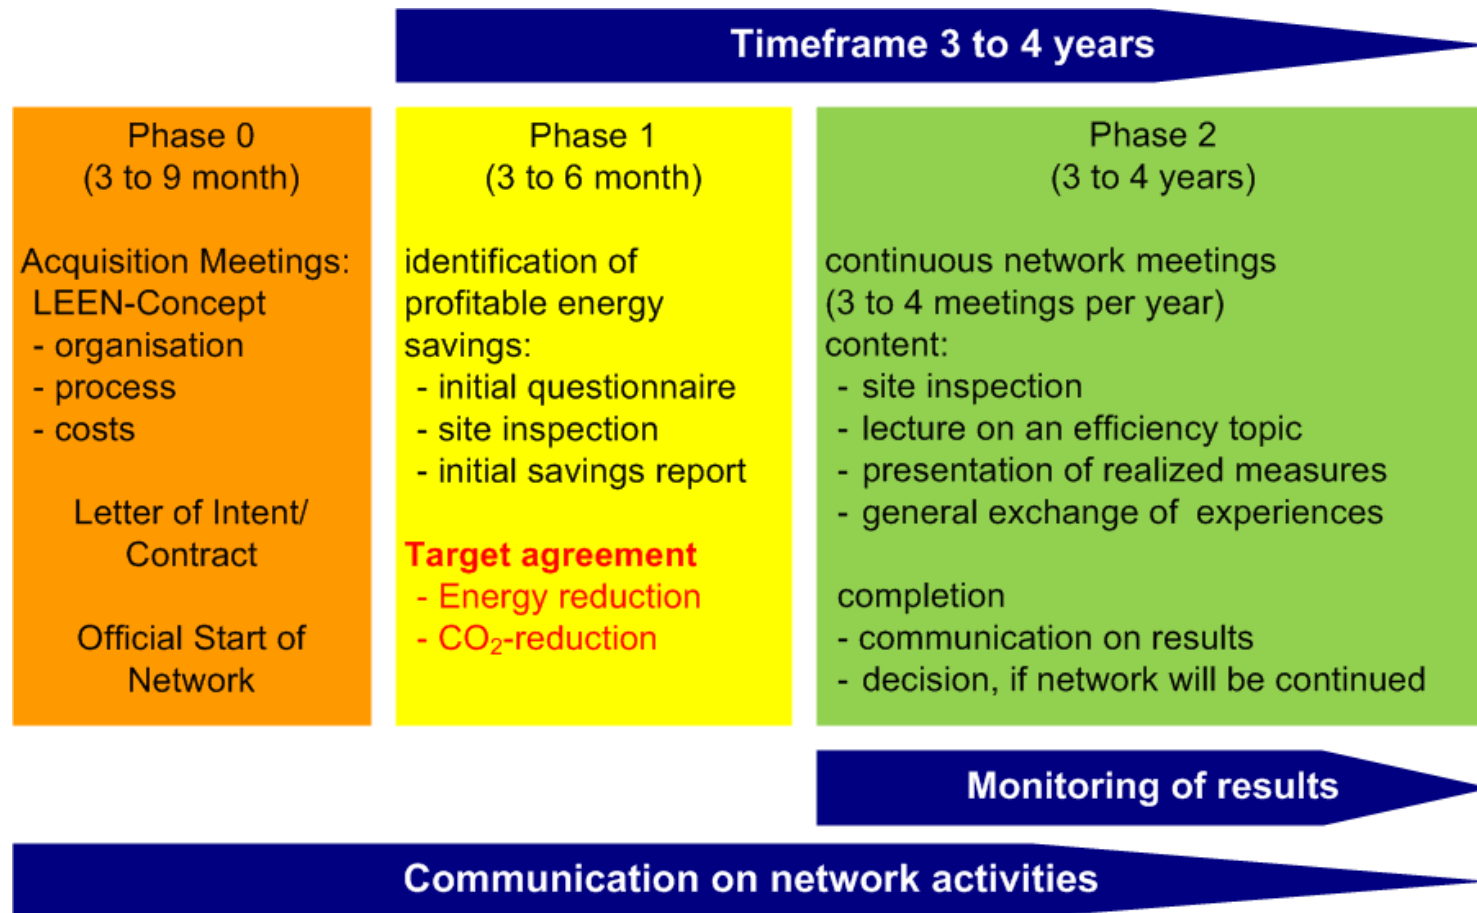 Timeframe 3 to 4 years
Phase 0
(3 to 9 month)
Acquisition Meetings:
LEEN-Concept
- organisation
- process
- costs
Letter of Intent/
Contract
Official Start of
Network
Phase 1
(3 to 6 month)
identification of
profitable energy
savings:
- initial questionnaire
- site inspection
- initial savings report
Target agreement
- Energy reduction
- CO₂-reduction
Phase 2
(3 to 4 years)
continuous network meetings
(3 to 4 meetings per year)
content:
- site inspection
- lecture on an efficiency topic
- presentation of realized measures
- general exchange of experiences
completion
- communication on results
- decision, if network will be continued
Monitoring of results
Communication on network activities